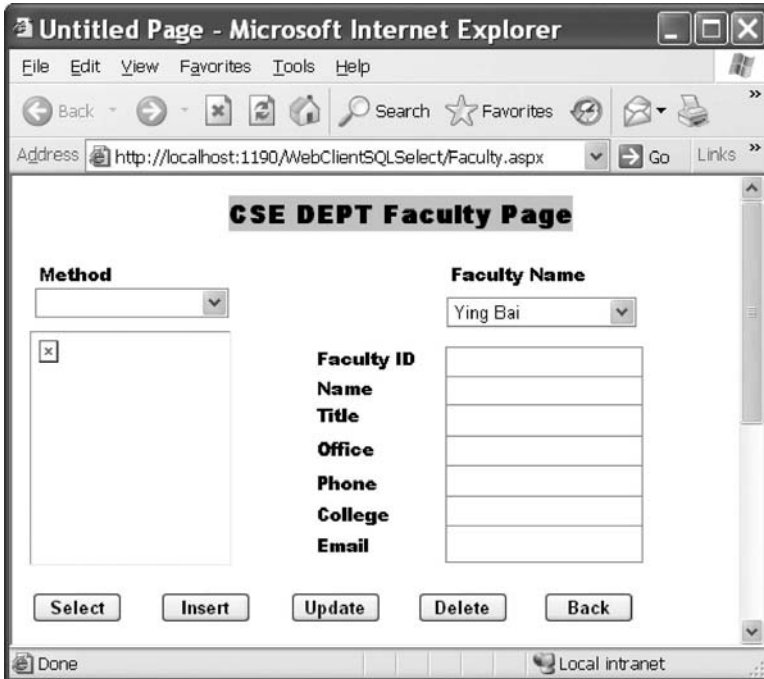 Untitled Page - Microsoft Internet Explorer
File Edit View Favorites Tools Help
Back Search Favorites »
Address http://localhost:1190/WebClientSQLSelect/Faculty.aspx Go Links »
CSE DEPT Faculty Page
Method Faculty Name
Ying Bai
Faculty ID
Name
Title
Office
Phone
College
Email
Select Insert Update Delete Back
Done Local intranet